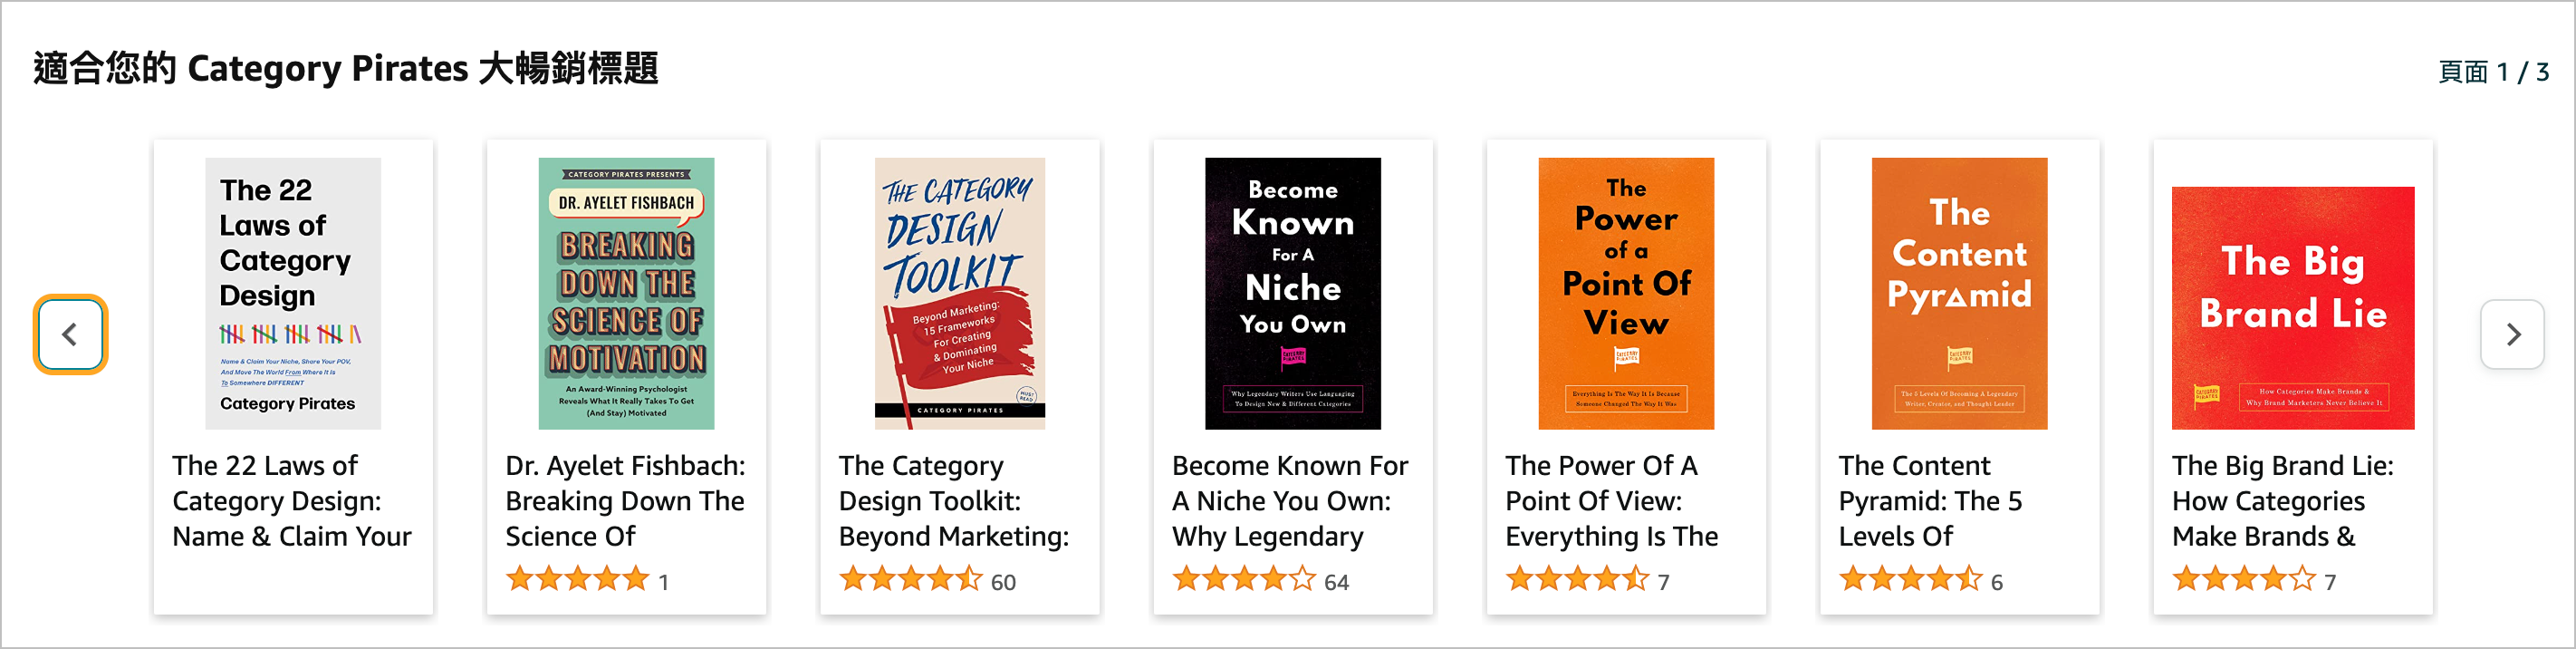 適合您的 Category Pirates 大暢銷標題
頁面 1 / 3
The 22
Laws of
Category
Design
Name & Claim Your Niche, Share Your POV,
And Move The World From Where It Is
To Somewhere DIFFERENT
Category Pirates
The 22 Laws of
Category Design:
Name & Claim Your
CATEGORY PIRATES PRESENTS
DR. AYELET FISHBACH
BREAKING
DOWN THE
SCIENCE OF
MOTIVATION
An Award-Winning Psychologist
Reveals What It Really Takes To Get
(And Stay) Motivated
Dr. Ayelet Fishbach:
Breaking Down The
Science Of
1
THE CATEGORY
DESIGN
TOOLKIT
Beyond Marketing:
15 Frameworks
For Creating
& Dominating
Your Niche
MUST
READ
CATEGORY PIRATES
The Category
Design Toolkit:
Beyond Marketing:
60
Become
Known
For A
Niche
You Own
CATEGORY
PIRATES
Why Legendary Writers Use Languaging
To Design New & Different Categories
Become Known For
A Niche You Own:
Why Legendary
64
The
Power
of a
Point Of
View
CATEGORY
PIRATES
Everything Is The Way It Is Because
Someone Changed The Way It Was
The Power Of A
Point Of View:
Everything Is The
7
The
Content
Pyramid
CATEGORY
PIRATES
The 5 Levels Of Becoming A Legendary
Writer, Creator, and Thought Leader
The Content
Pyramid: The 5
Levels Of
6
The Big
Brand Lie
CATEGORY
PIRATES
How Categories Make Brands &
Why Brand Marketers Never Believe It
The Big Brand Lie:
How Categories
Make Brands &
7